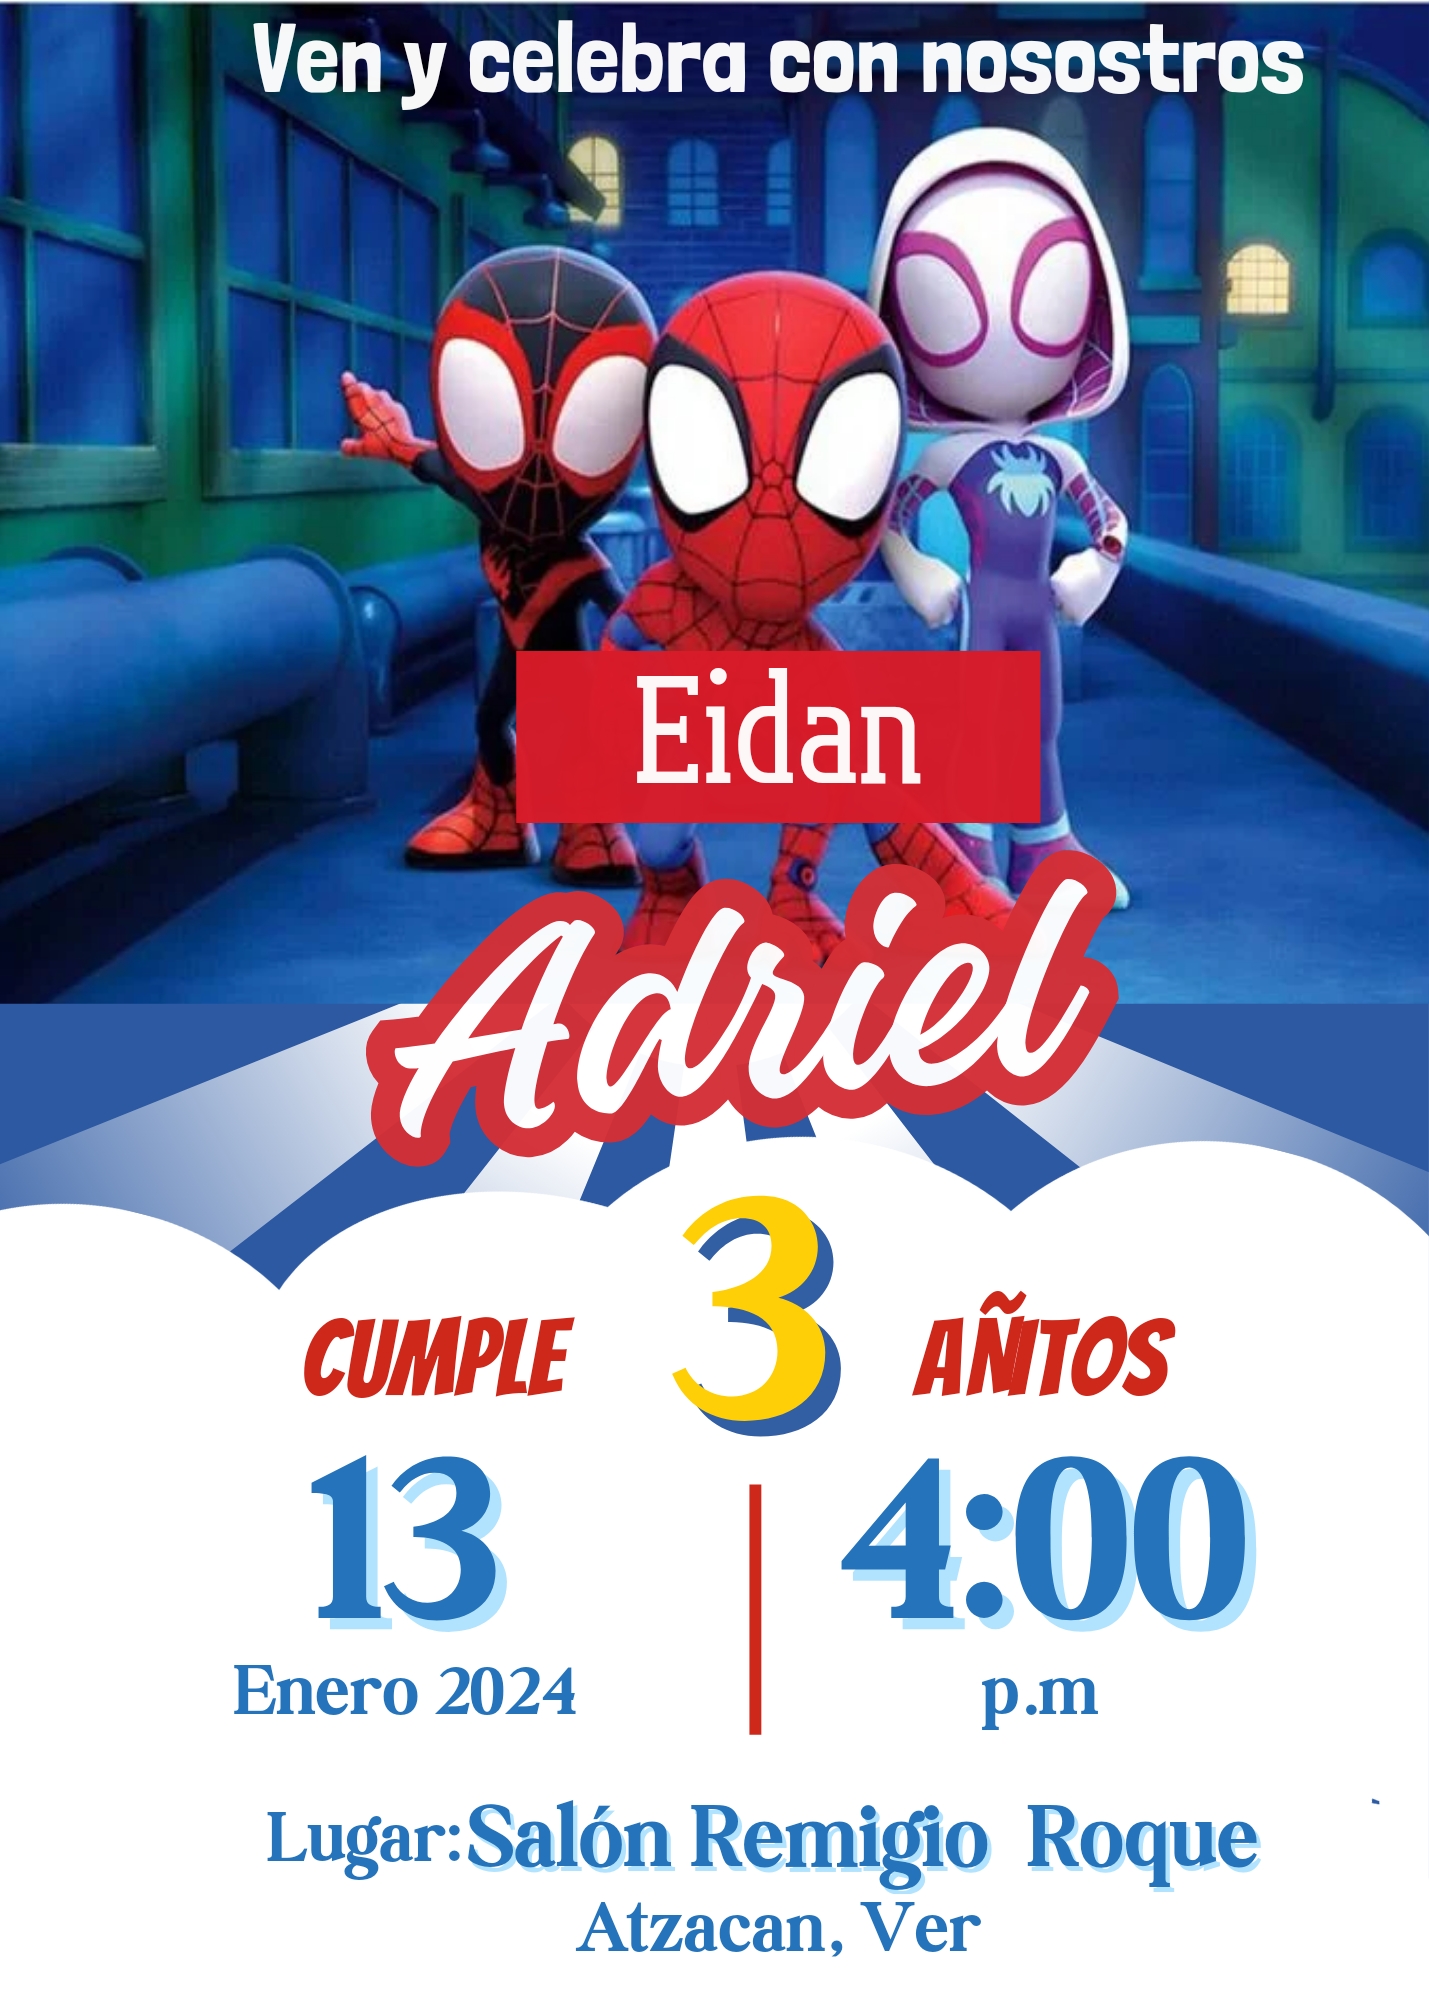 Ven y celebra con nosostros
Eidan
Adriel
3
CUMPLE AÑITOS
13 4:00
Enero 2024 p.m
Lugar:Salón Remigio Roque
Atzacan, Ver